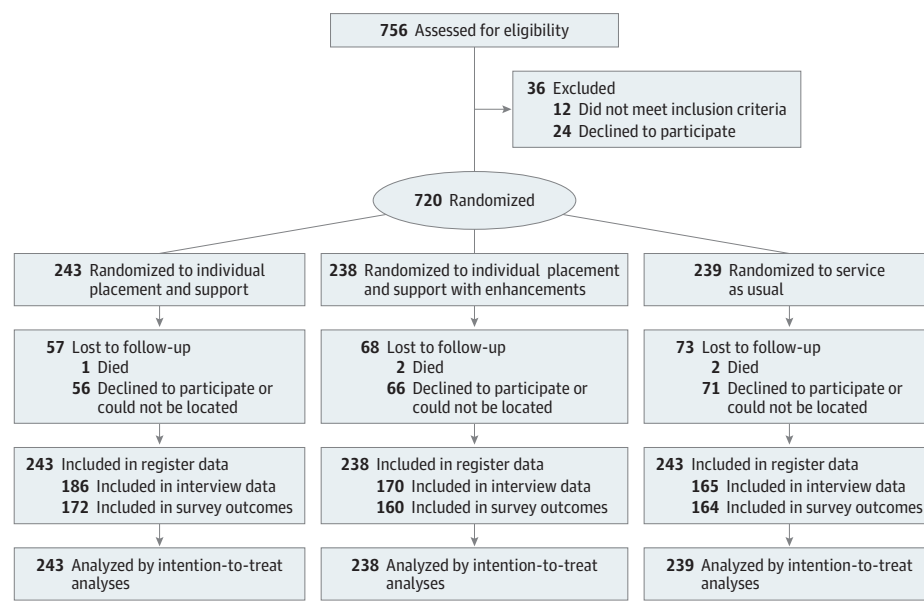 756 Assessed for eligibility
36 Excluded
12 Did not meet inclusion criteria
24 Declined to participate
720 Randomized
243 Randomized to individual
placement and support
238 Randomized to individual placement
and support with enhancements
239 Randomized to service
as usual
57 Lost to follow-up
1 Died
56 Declined to participate or
could not be located
68 Lost to follow-up
2 Died
66 Declined to participate or
could not be located
73 Lost to follow-up
2 Died
71 Declined to participate or
could not be located
243 Included in register data
186 Included in interview data
172 Included in survey outcomes
238 Included in register data
170 Included in interview data
160 Included in survey outcomes
243 Included in register data
165 Included in interview data
164 Included in survey outcomes
243 Analyzed by intention-to-treat
analyses
238 Analyzed by intention-to-treat
analyses
239 Analyzed by intention-to-treat
analyses